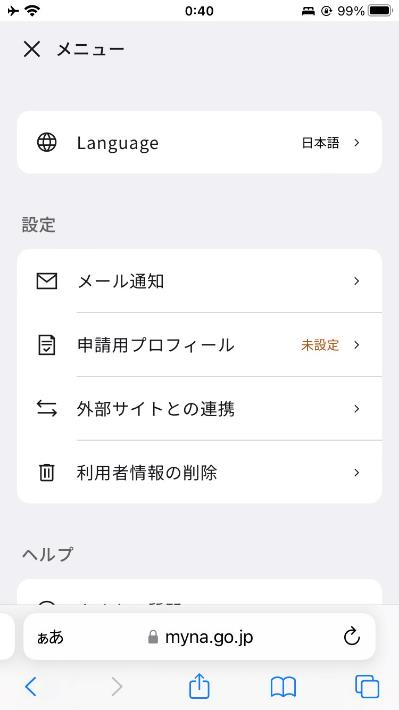 0:40
99%
メニュー
Language 日本語
設定
メール通知
申請用プロフィール 未設定
外部サイトとの連携
利用者情報の削除
ヘルプ
ぁあ myna.go.jp